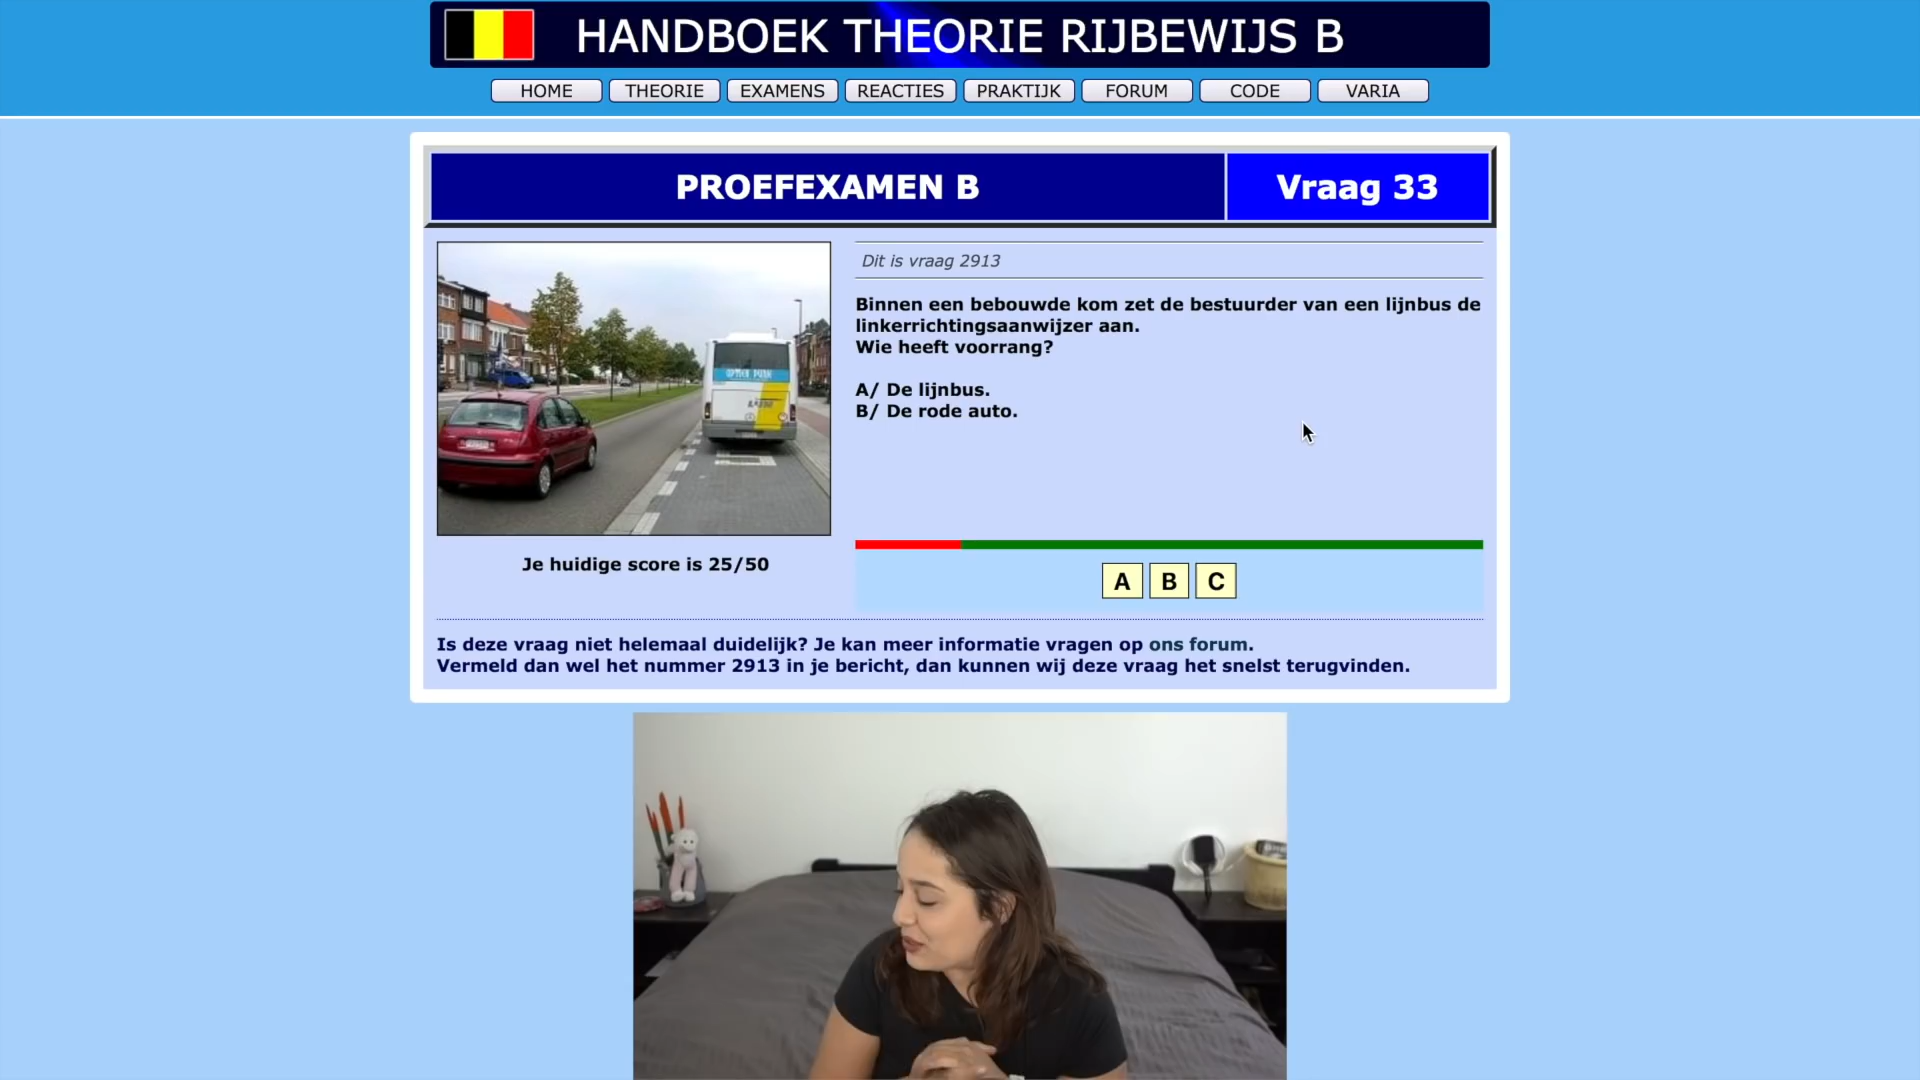 HANDBOEK THEORIE RIJBEWIJS B
HOME THEORIE EXAMENS REACTIES PRAKTIJK FORUM CODE VARIA
PROEFEXAMEN B Vraag 33
Dit is vraag 2913
Binnen een bebouwde kom zet de bestuurder van een lijnbus de
linkerrichtingsaanwijzer aan.
Wie heeft voorrang?
A/ De lijnbus.
B/ De rode auto.
Je huidige score is 25/50
A B C
Is deze vraag niet helemaal duidelijk? Je kan meer informatie vragen op ons forum.
Vermeld dan wel het nummer 2913 in je bericht, dan kunnen wij deze vraag het snelst terugvinden.